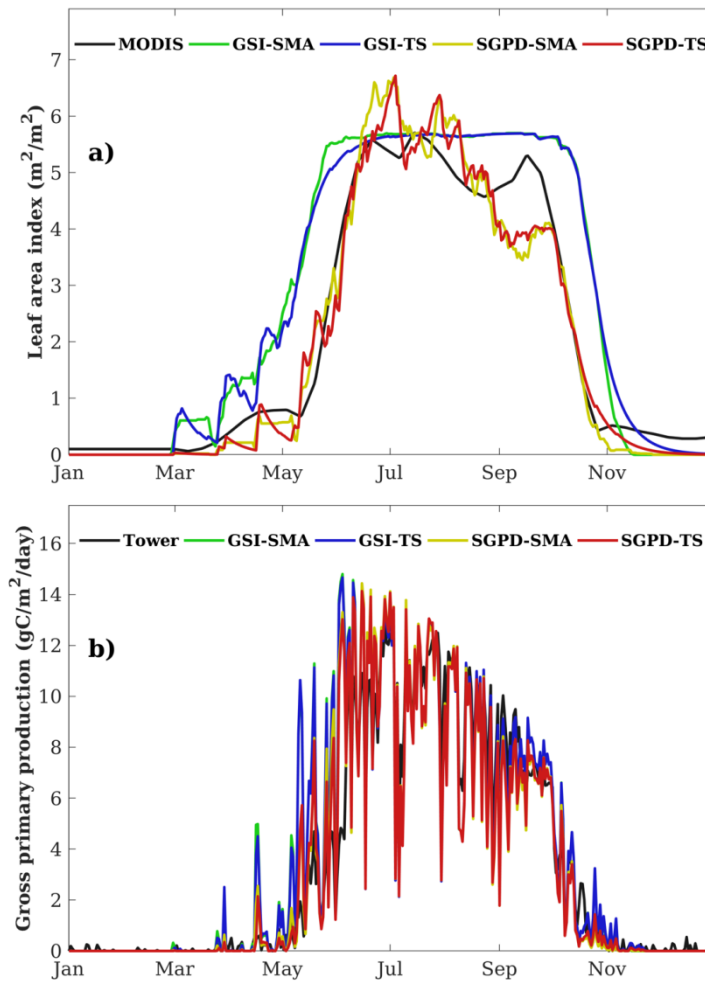 7
MODIS GSI-SMA GSI-TS SGPD-SMA SGPD-TS
6
a)
5
4
3
2
1
0
Leaf area index (m²/m²)
Jan Mar May Jul Sep Nov
16
Tower GSI-SMA GSI-TS SGPD-SMA SGPD-TS
14
12
b)
10
8
6
4
2
0
Gross primary production (gC/m²/day)
Jan Mar May Jul Sep Nov